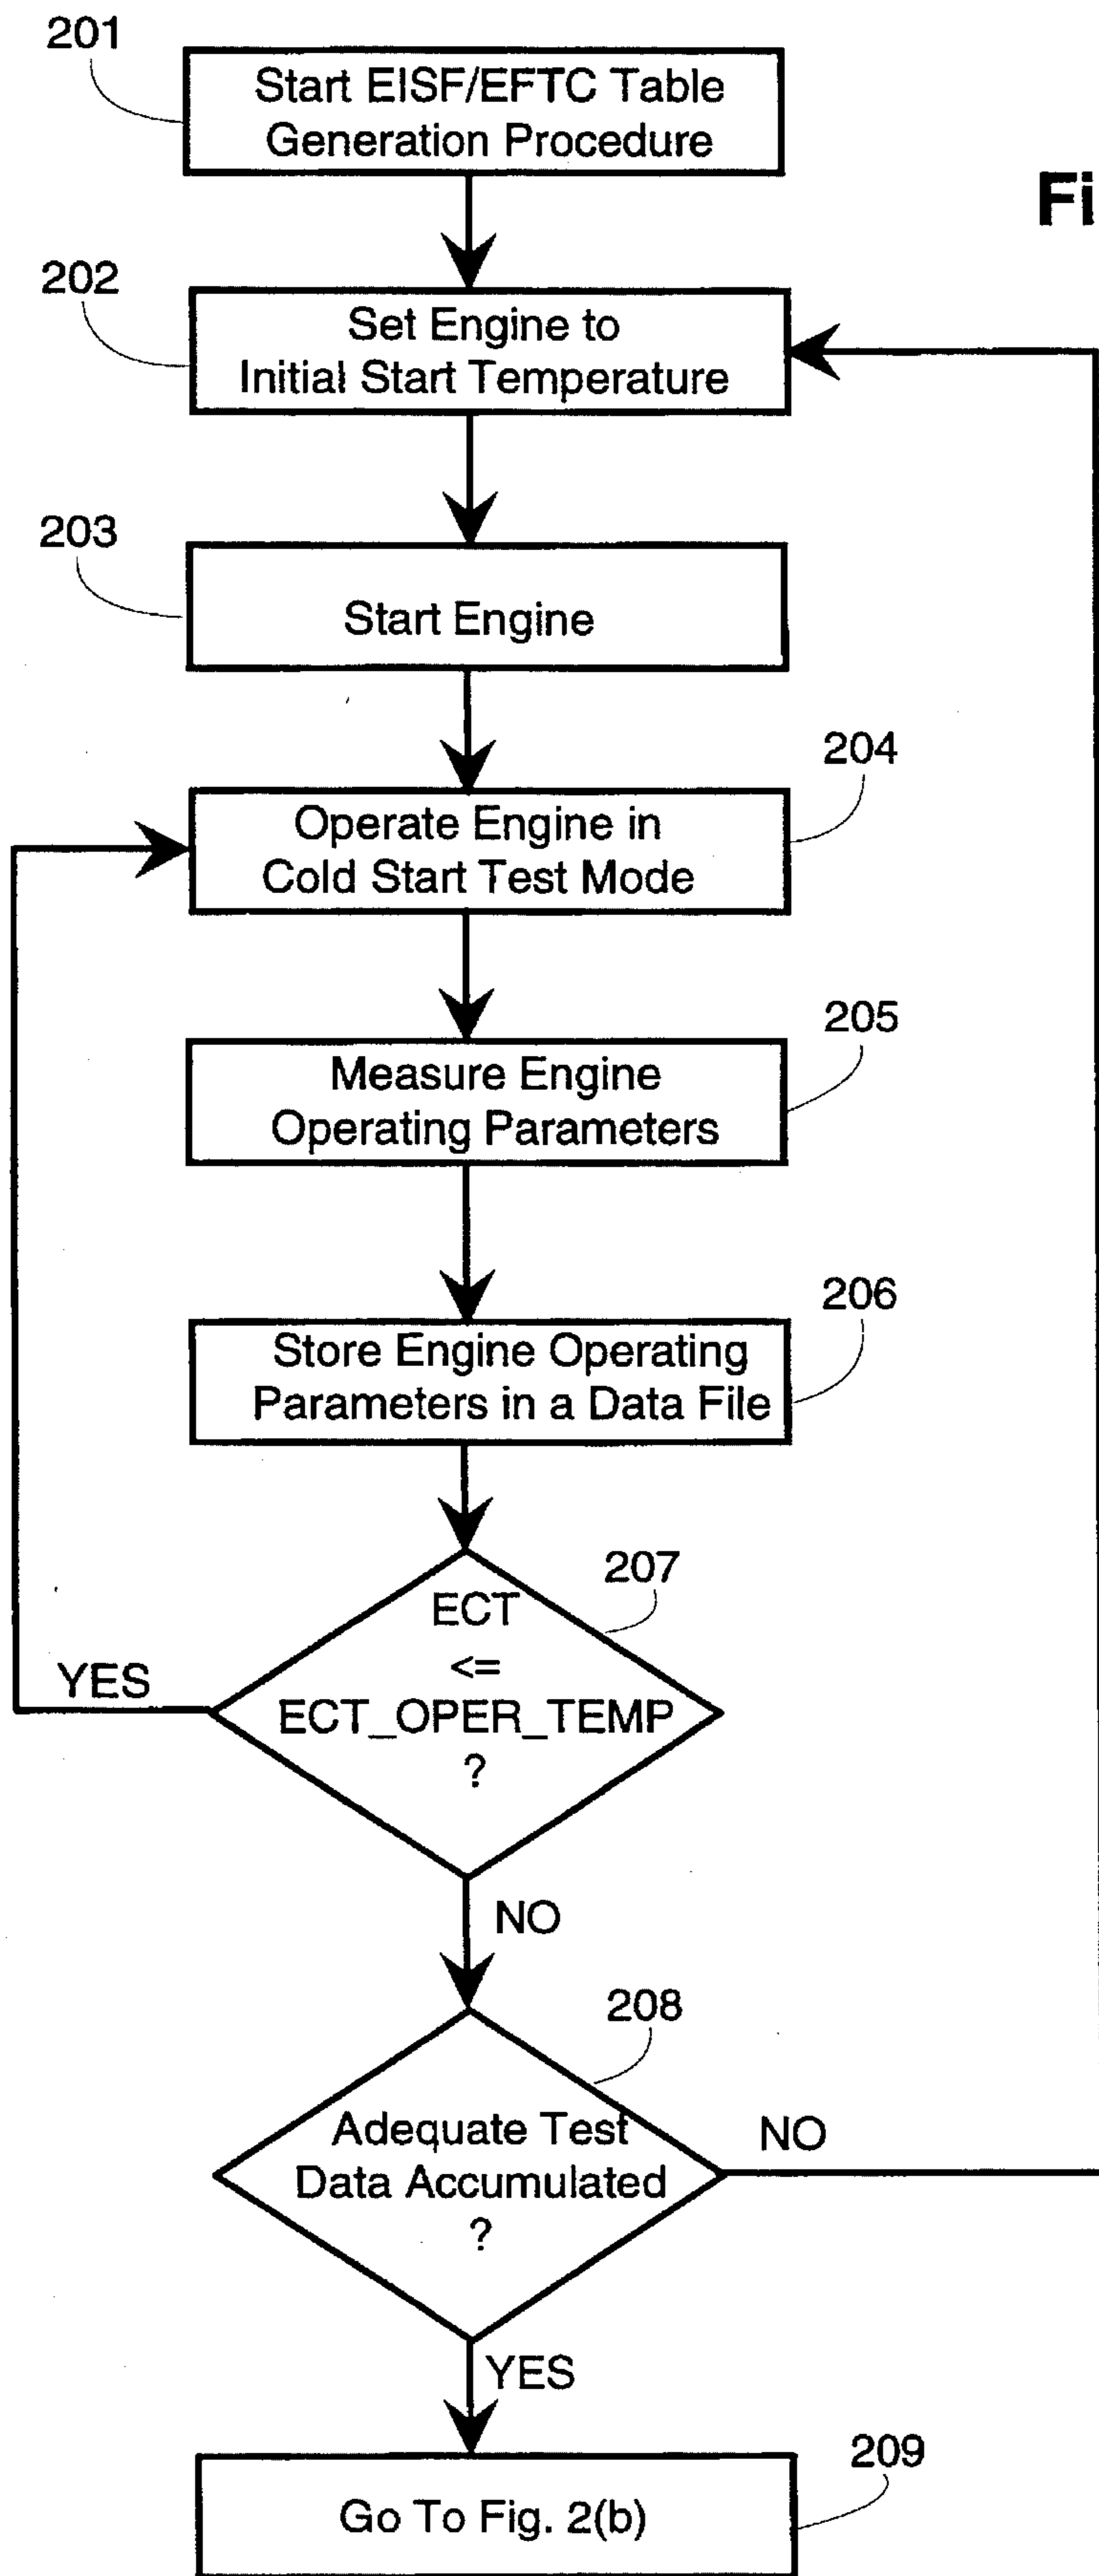 201
Start EISF/EFTC Table
Generation Procedure
Fi
202
Set Engine to
Initial Start Temperature
203
Start Engine
204
Operate Engine in
Cold Start Test Mode
205
Measure Engine
Operating Parameters
206
Store Engine Operating
Parameters in a Data File
207
ECT
<=
ECT_OPER_TEMP
?
YES
NO
208
Adequate Test
Data Accumulated
?
NO
YES
209
Go To Fig. 2(b)